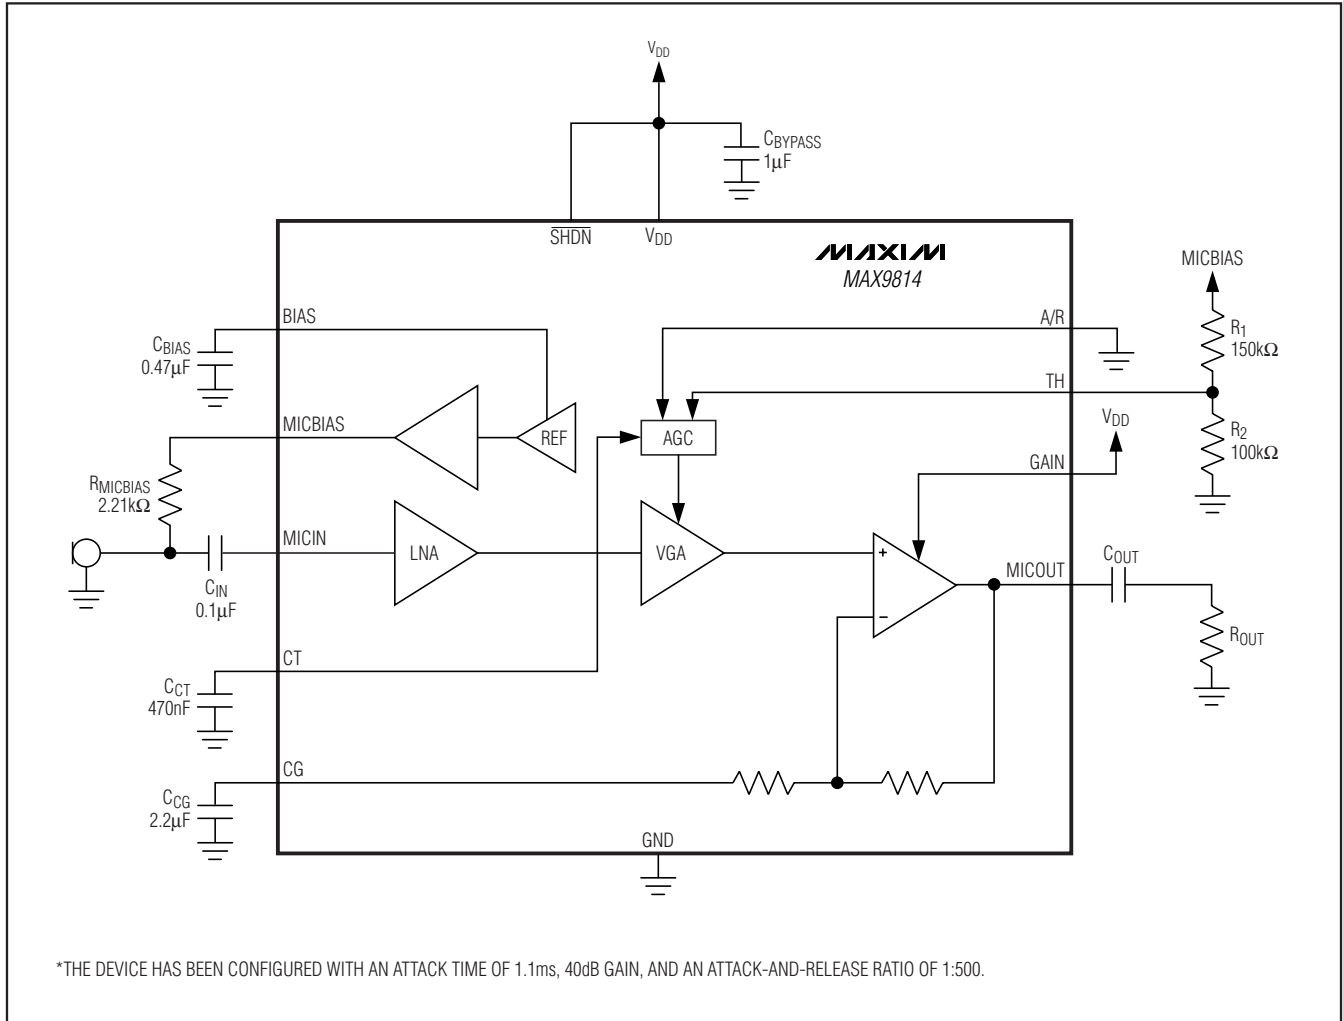 VDD
CBYPASS
1µF
SHDN
VDD
MAXIM
MAX9814
MICBIAS
BIAS
A/R
R1
150kΩ
CBIAS
0.47µF
TH
MICBIAS
REF
AGC
VDD
R2
100kΩ
GAIN
RMICBIAS
2.21kΩ
MICIN
LNA
VGA
+
MICOUT
COUT
CIN
0.1µF
−
ROUT
CT
CCT
470nF
CG
CCG
2.2µF
GND
*THE DEVICE HAS BEEN CONFIGURED WITH AN ATTACK TIME OF 1.1ms, 40dB GAIN, AND AN ATTACK-AND-RELEASE RATIO OF 1:500.